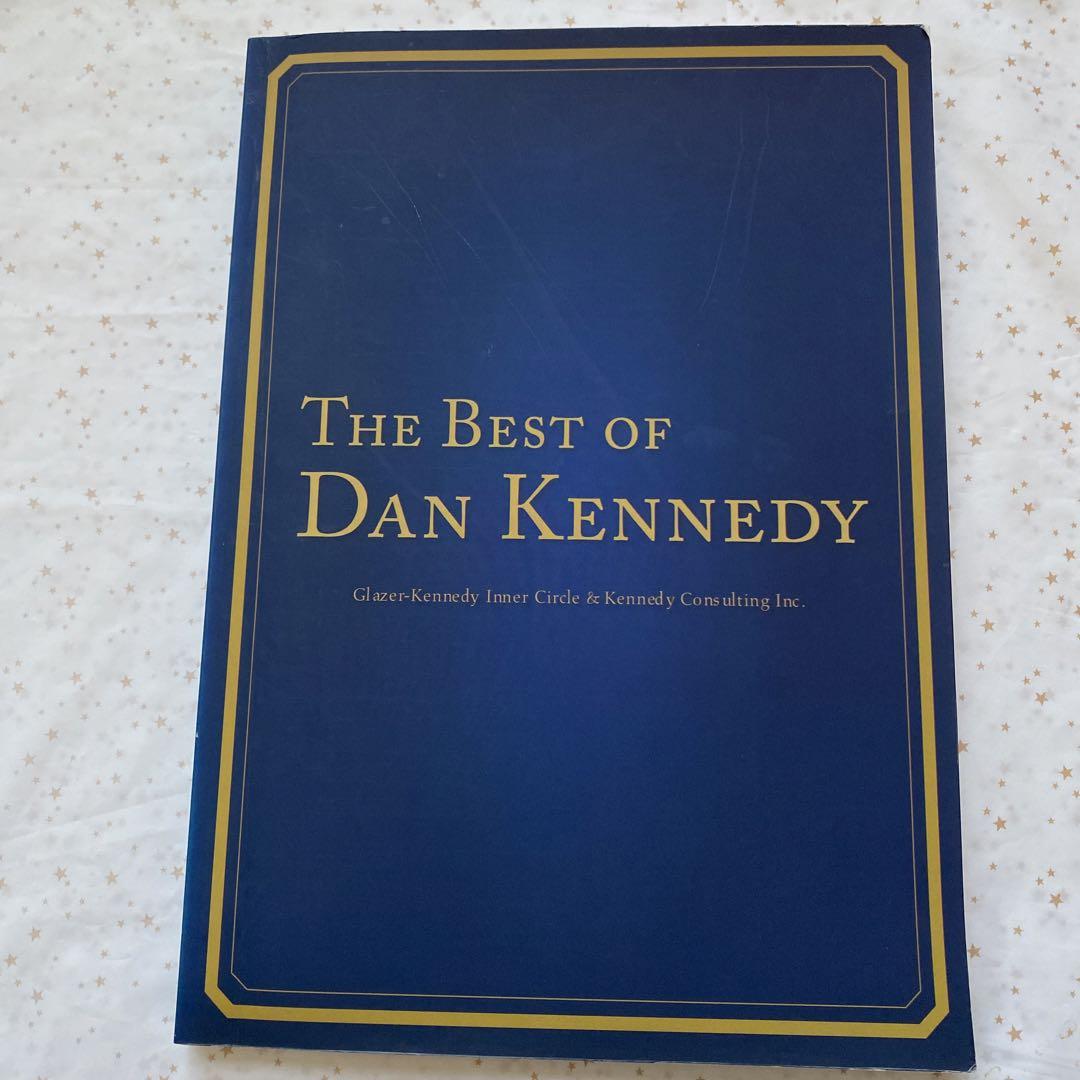 The Best of
Dan Kennedy
Glazer-Kennedy Inner Circle & Kennedy Consulting Inc.